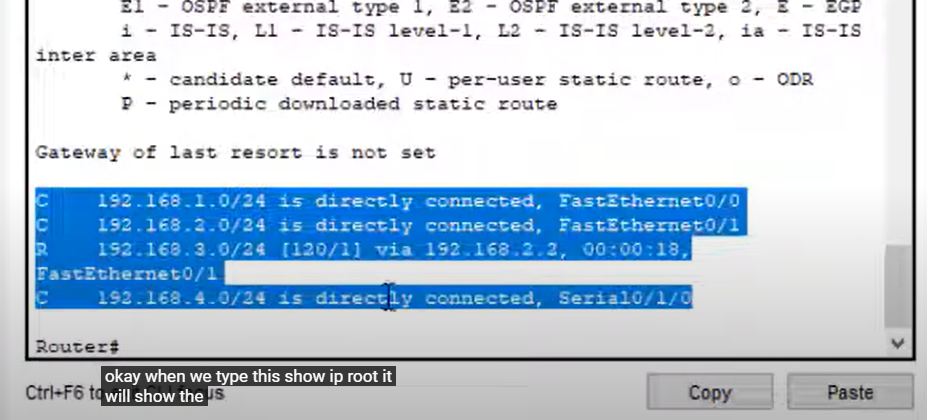 E1 - OSPF external type 1, E2 - OSPF external type 2, E - EGP
i - IS-IS, L1 - IS-IS level-1, L2 - IS-IS level-2, ia - IS-IS
inter area
* - candidate default, U - per-user static route, o - ODR
P - periodic downloaded static route
Gateway of last resort is not set
C 192.168.1.0/24 is directly connected, FastEthernet0/0
C 192.168.2.0/24 is directly connected, FastEthernet0/1
R 192.168.3.0/24 [120/1] via 192.168.2.2, 00:00:18,
FastEthernet0/1
C 192.168.4.0/24 is directly connected, Serial0/1/0
Router#
okay when we type this show ip root it
will show the
Ctrl+F6 to
Copy
Paste